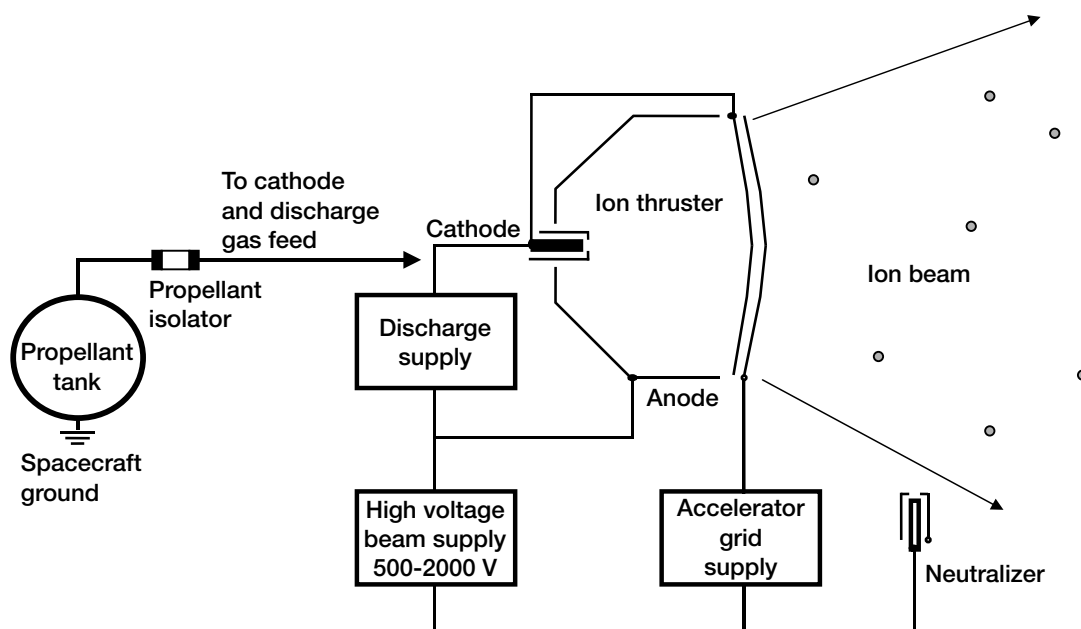 To cathode
and discharge
gas feed
Cathode
Ion thruster
Ion beam
Propellant
isolator
Discharge
supply
Propellant
tank
Anode
Spacecraft
ground
High voltage
beam supply
500-2000 V
Accelerator
grid
supply
Neutralizer